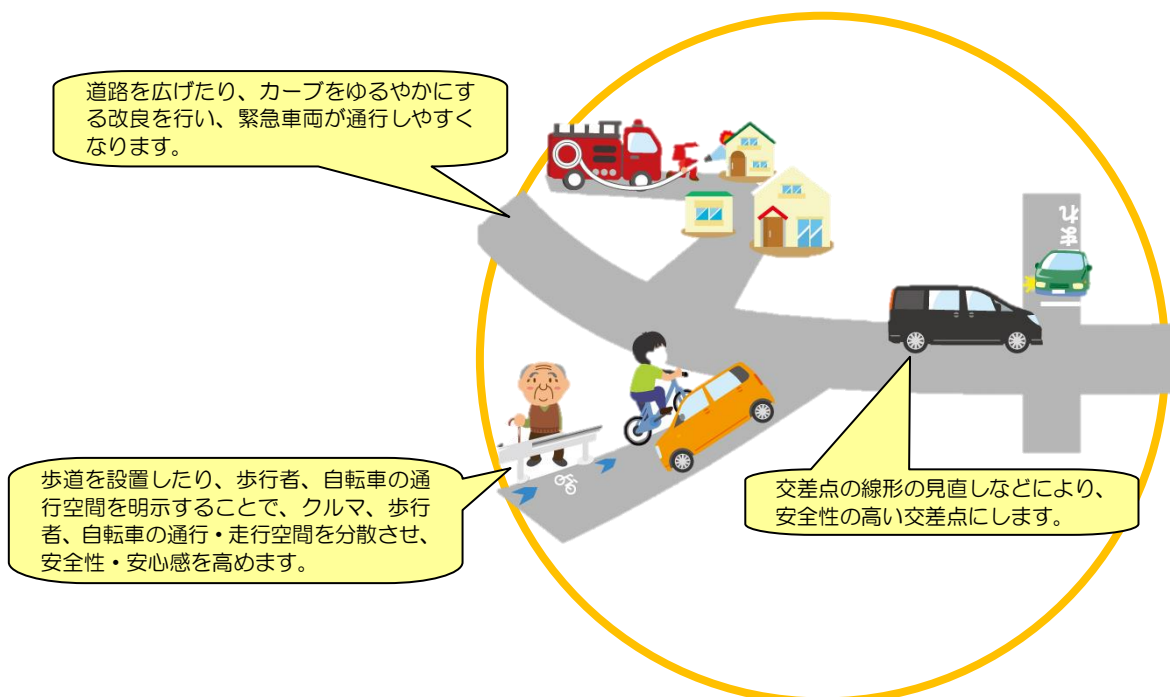 道路を広げたり、カーブをゆるやかにす
る改良を行い、緊急車両が通行しやすく
なります。
まれ
歩道を設置したり、歩行者、自転車の通
行空間を明示することで、クルマ、歩行
者、自転車の通行・走行空間を分散させ、
安全性・安心感を高めます。
交差点の線形の見直しなどにより、
安全性の高い交差点にします。